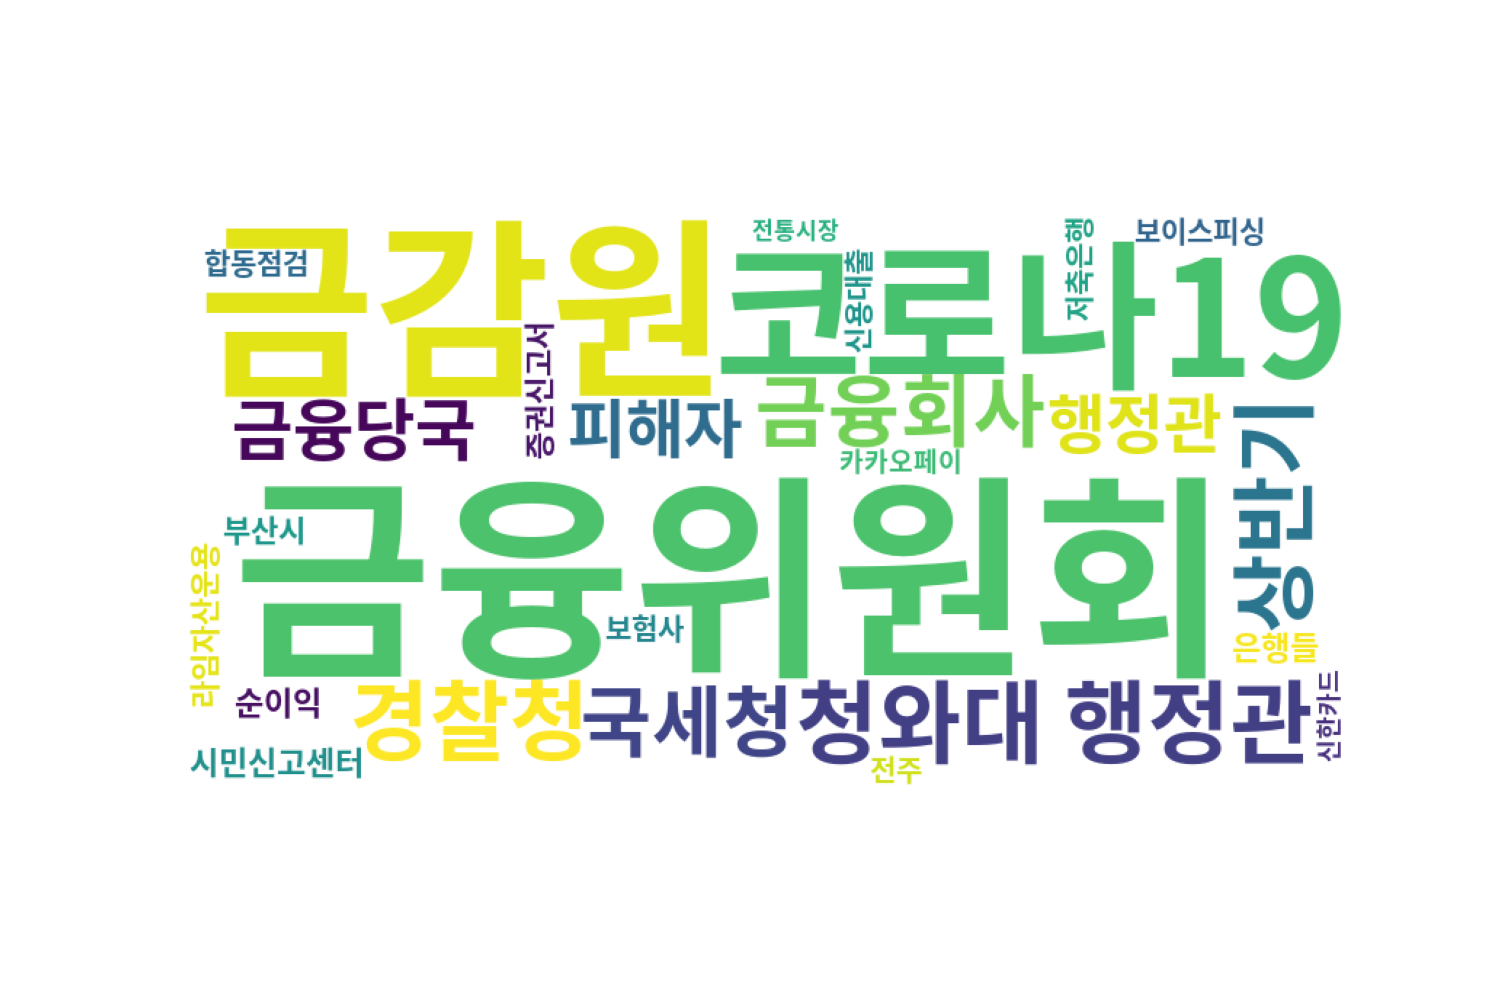 전통시장
보이스피싱
합동점검
금감원
코로나19
신용대출
저축은행
증권신고서
금융당국
피해자
금융회사
행정관
카카오페이
상반기
금융위원회
부산시
라임자산운용
보험사
은행들
순이익
경찰청
국세청
청와대 행정관
신한카드
시민신고센터
전주